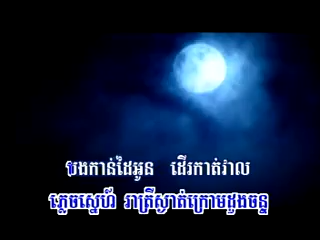 បងកាន់ដៃអូន ដើរកាត់វាល
ភ្លេចស្នេហ៍ រាត្រីស្ងាត់ក្រោមដួងចន្ទ